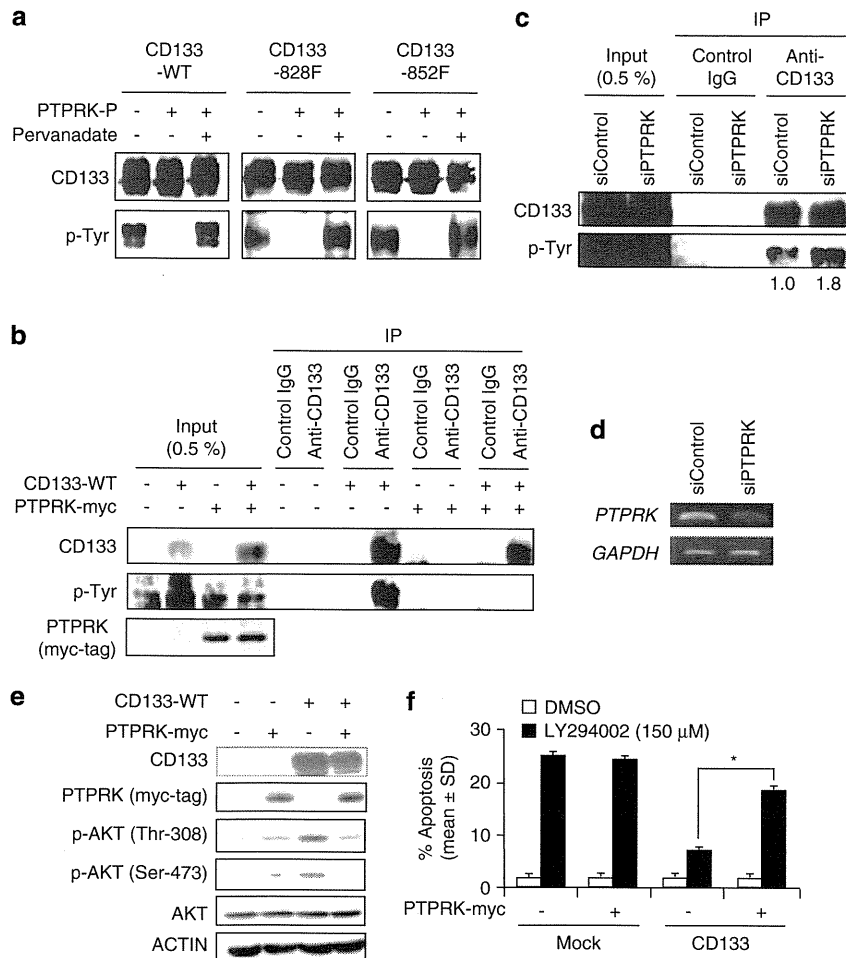 a
CD133 -WT
CD133 -828F
CD133 -852F
PTPRK-P - + + - + + - + +
Pervanadate + + +
CD133
p-Tyr
c
IP
Input (0.5 %)
Control IgG
Anti-CD133
siControl siPTPRK siControl siPTPRK siControl siPTPRK
CD133
p-Tyr
1.0 1.8
b
IP
Input (0.5 %)
Control IgG Anti-CD133 Control IgG Anti-CD133 Control IgG Anti-CD133 Control IgG Anti-CD133
CD133-WT - + - + - - + + - - + +
PTPRK-myc - - + + - - - - + + + +
CD133
p-Tyr
PTPRK (myc-tag)
d
siControl siPTPRK
PTPRK
GAPDH
e
CD133-WT - - + +
PTPRK-myc - + - +
CD133
PTPRK (myc-tag)
p-AKT (Thr-308)
p-AKT (Ser-473)
AKT
ACTIN
f
DMSO
LY294002 (150 μM)
% Apoptosis (mean ± SD)
30
20
10
0
*
PTPRK-myc - + - +
Mock CD133